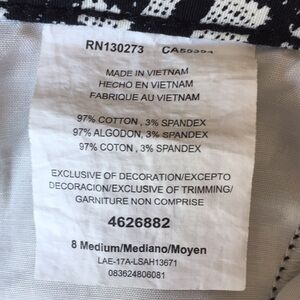 RN130273
MADE IN VIETNAM
HECHO EN VIETNAM
FABRIQUE AU VIETNAM
97% COTTON , 3% SPANDEX
97% ALGODON, 3% SPANDEX
97% COTON , 3% SPANDEX
EXCLUSIVE OF DECORATION/EXCEPTO
DECORACION/EXCLUSIVE OF TRIMMING/
GARNITURE NON COMPRISE
4626882
8 Medium/Mediano/Moyen
LAE-17A-LSAH13671
083624806081